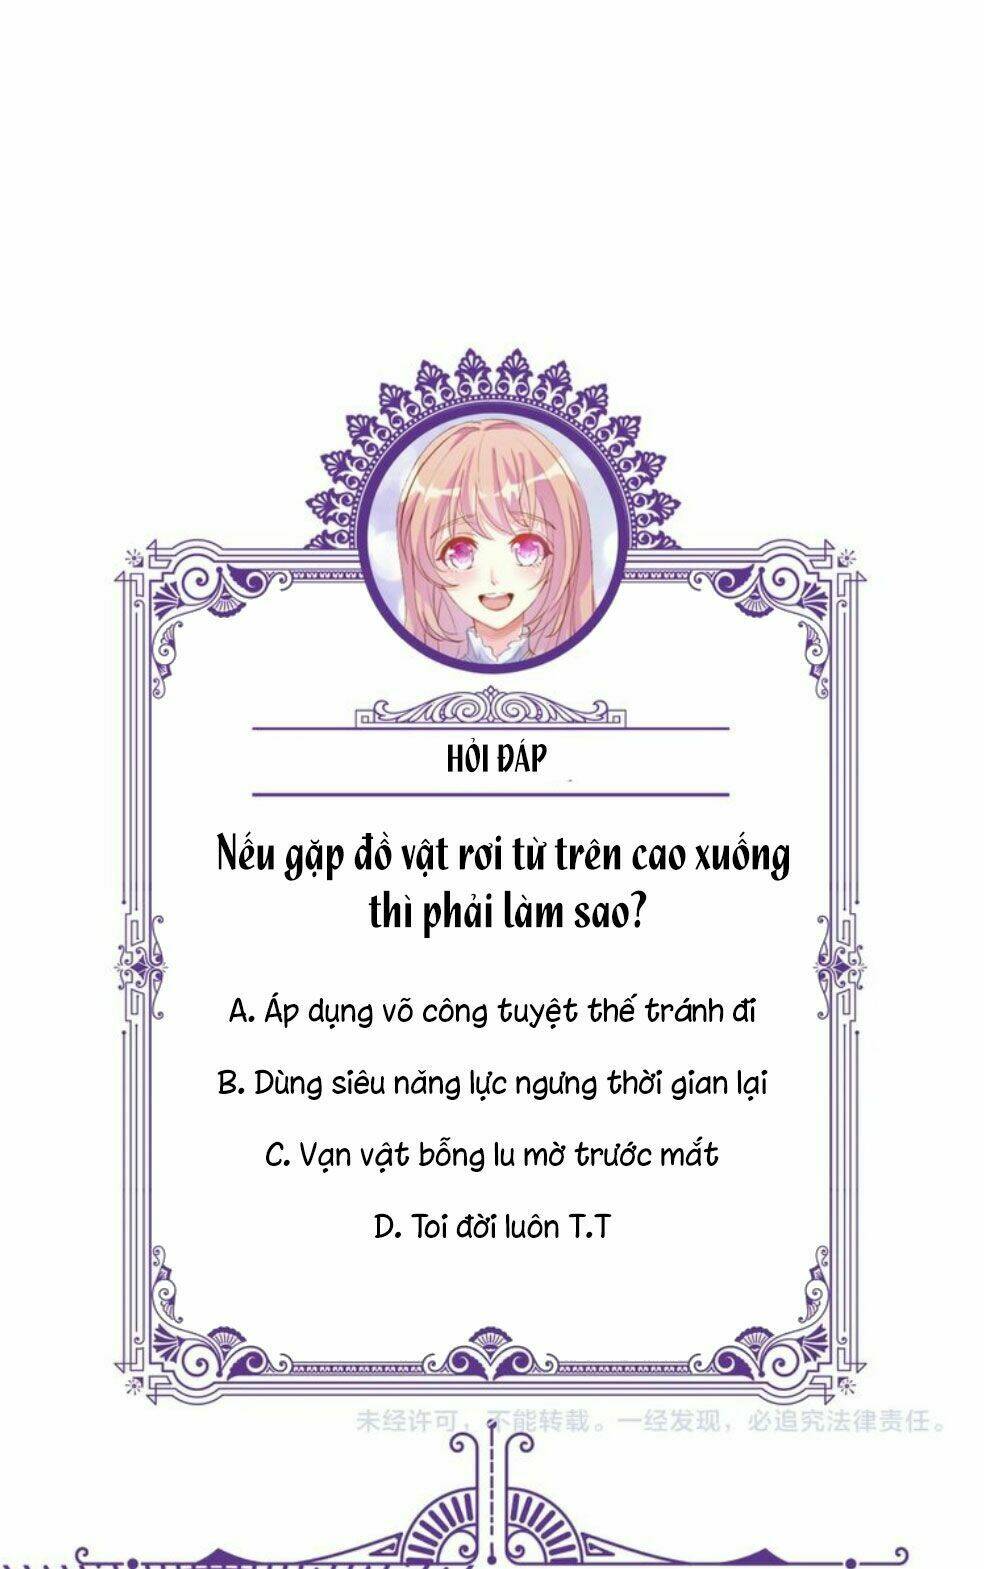 HỎI ĐÁP
Nếu gặp đồ vật rơi từ trên cao xuống
thì phải làm sao?
A. Áp dụng võ công tuyệt thế tránh đi
B. Dùng siêu năng lực ngưng thời gian lại
C. Vạn vật bỗng lu mờ trước mắt
D. Toi đời luôn T.T
未经许可，不能转载。一经发现，必追究法律责任。